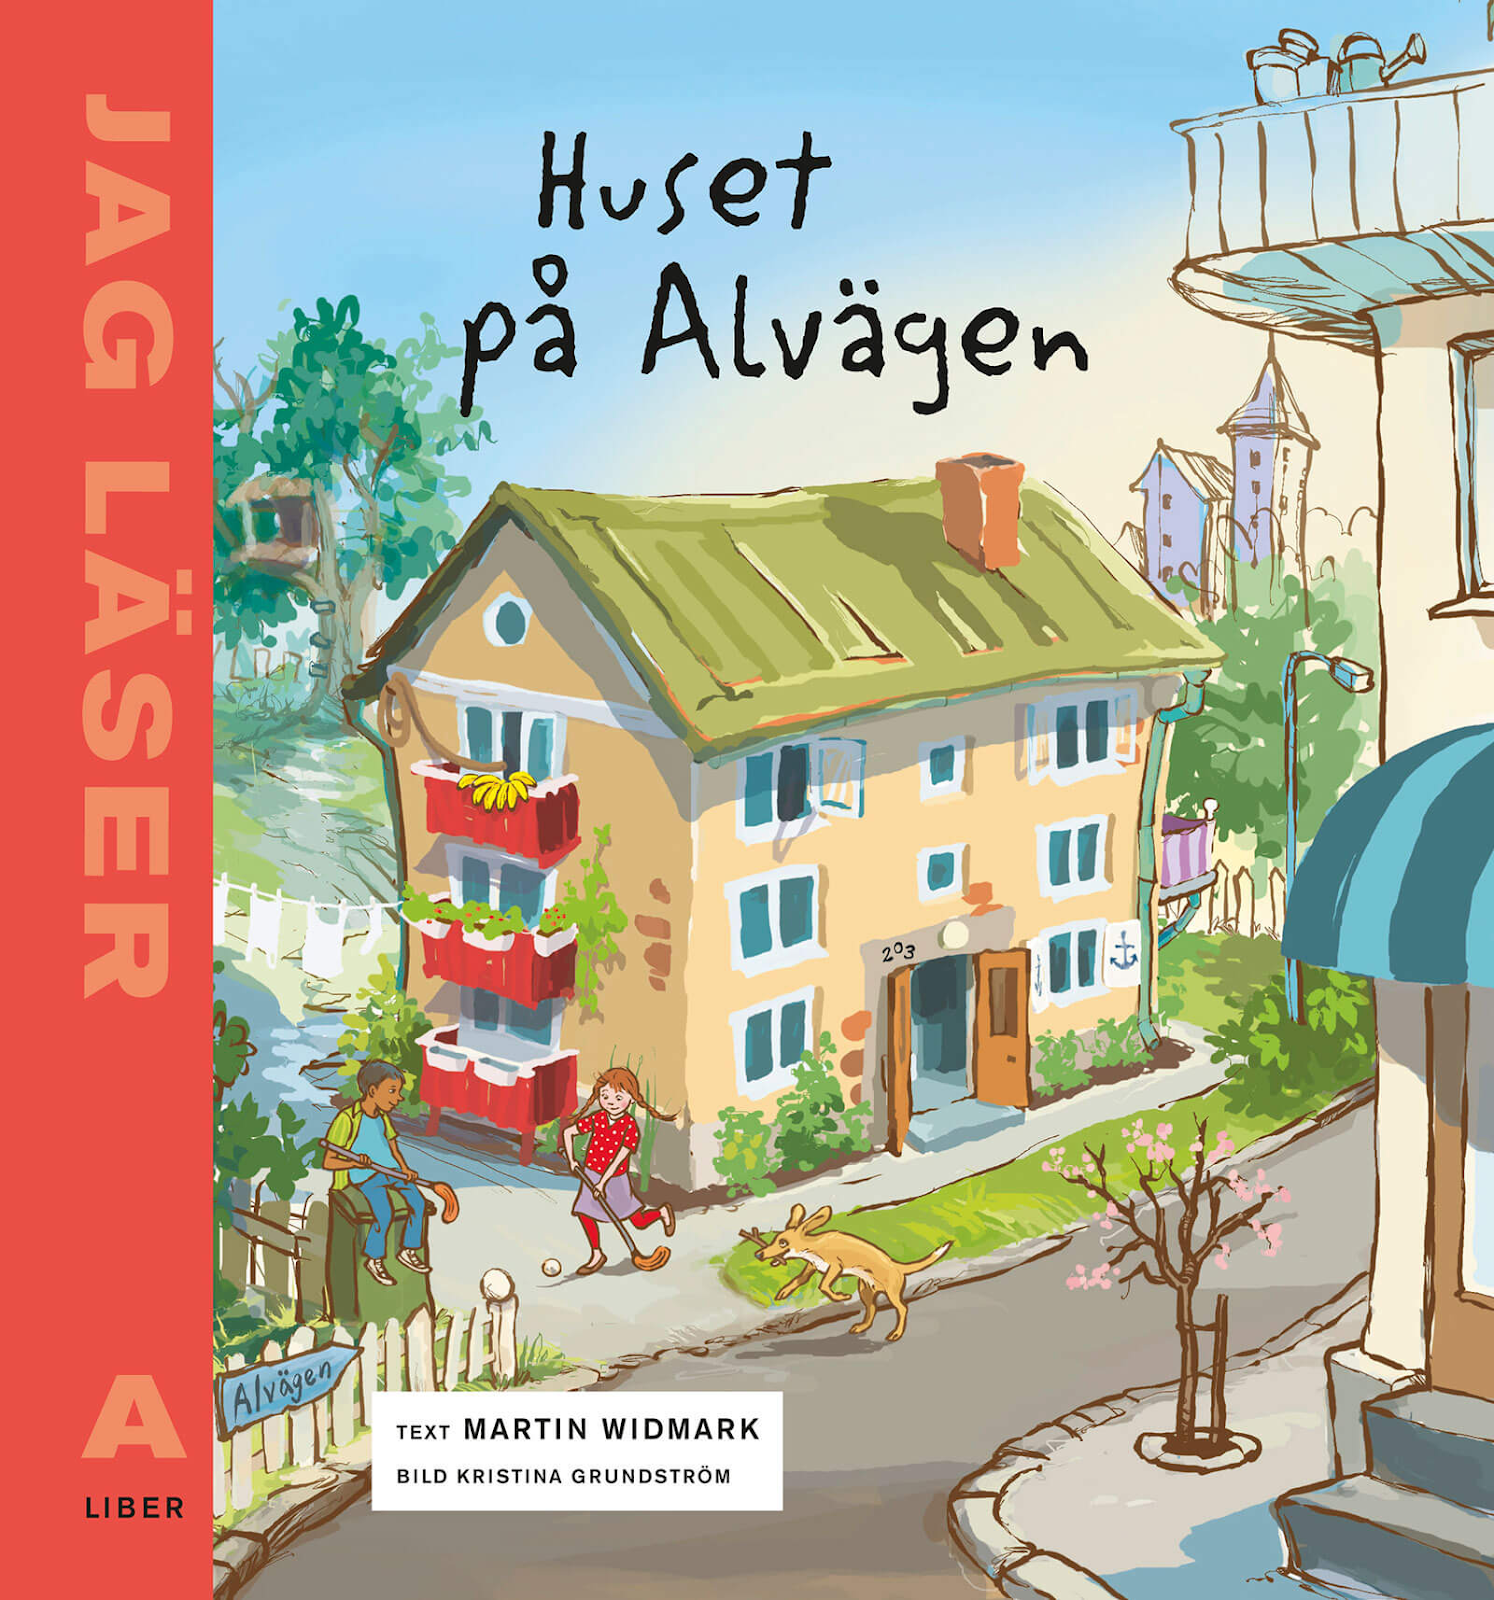 JAG LÄSER
A
LIBER
Huset
på Alvägen
203
Alvägen
TEXT MARTIN WIDMARK
BILD KRISTINA GRUNDSTRÖM